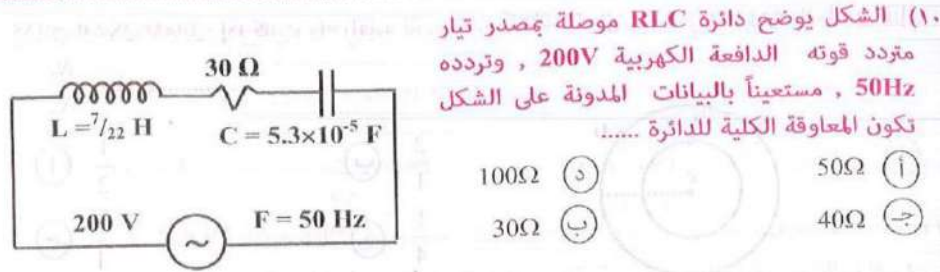 ١٠) الشكل يوضح دائرة RLC موصلة بمصدر تيار
متردد قوته الدافعة الكهربية 200V , وتردده
50Hz , مستعيناً بالبيانات المدونة على الشكل
تكون المعاوقة الكلية للدائرة ......
أ 50Ω
د 100Ω
جـ 40Ω
ب 30Ω
30 Ω
L = 7/22 H
C = 5.3×10⁻⁵ F
200 V
F = 50 Hz
~